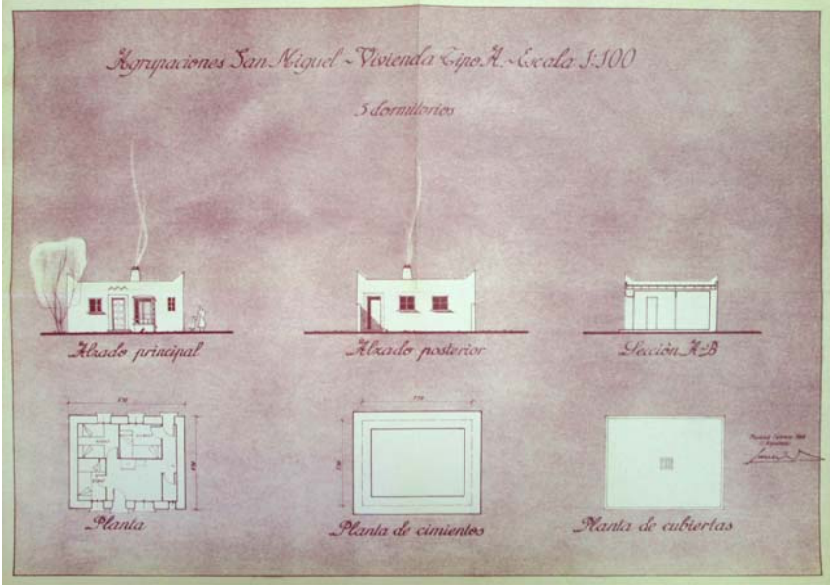 Agrupaciones San Miguel - Vivienda Tipo A. - Escala 1:100
3 dormitorios
Alzado principal
Alzado posterior
Sección A-B
Planta
Planta de cimientos
Planta de cubiertas